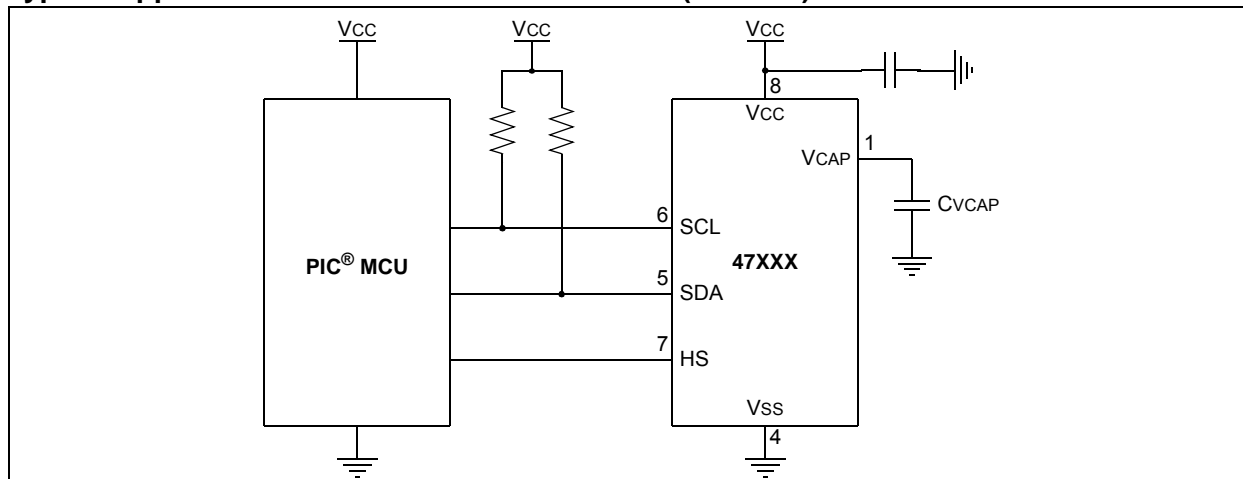 VCC
VCC
VCC
8
VCC
1
VCAP
CVCAP
6
SCL
PIC® MCU
47XXX
5
SDA
7
HS
VSS
4